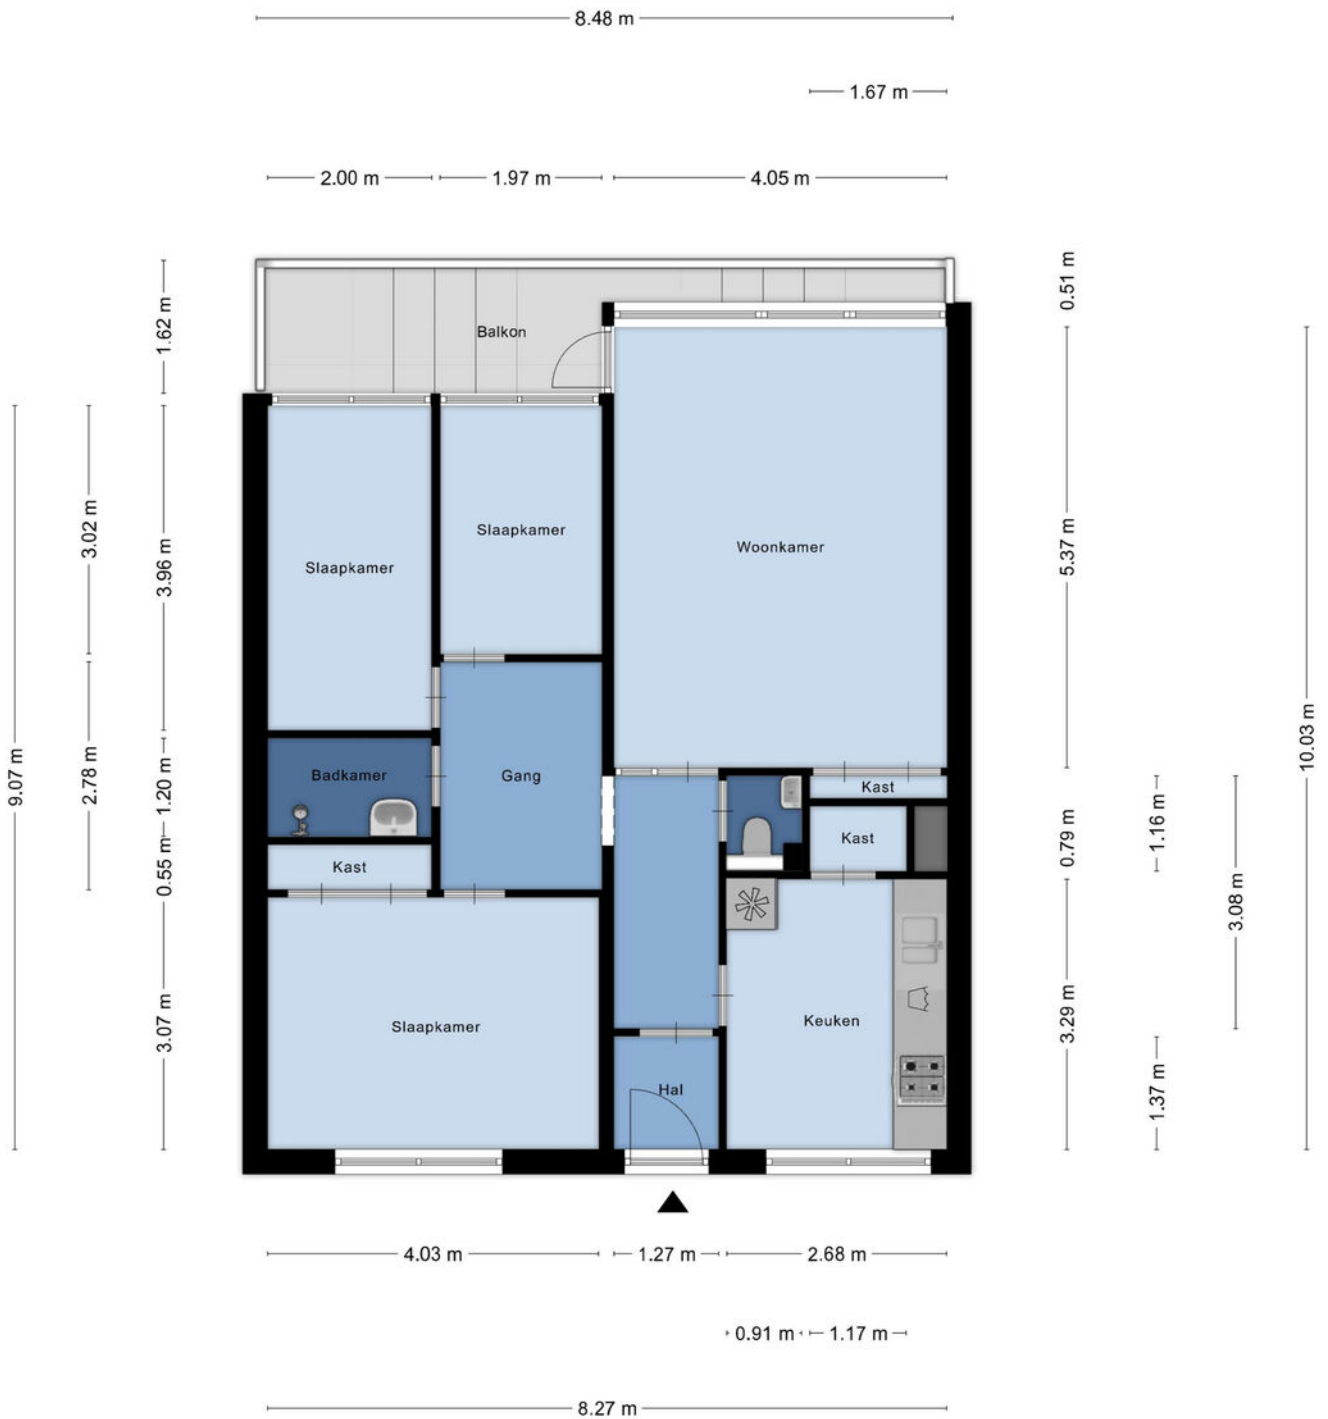 8.48 m
1.67 m
2.00 m
1.97 m
4.05 m
1.62 m
0.51 m
Balkon
3.02 m
3.96 m
5.37 m
Slaapkamer
Woonkamer
Slaapkamer
9.07 m
2.78 m
1.20 m
10.03 m
Badkamer
Gang
Kast
Kast
Kast
0.55 m
0.79 m
1.16 m
3.08 m
3.07 m
Slaapkamer
Keuken
3.29 m
Hal
1.37 m
4.03 m
1.27 m
2.68 m
0.91 m
1.17 m
8.27 m